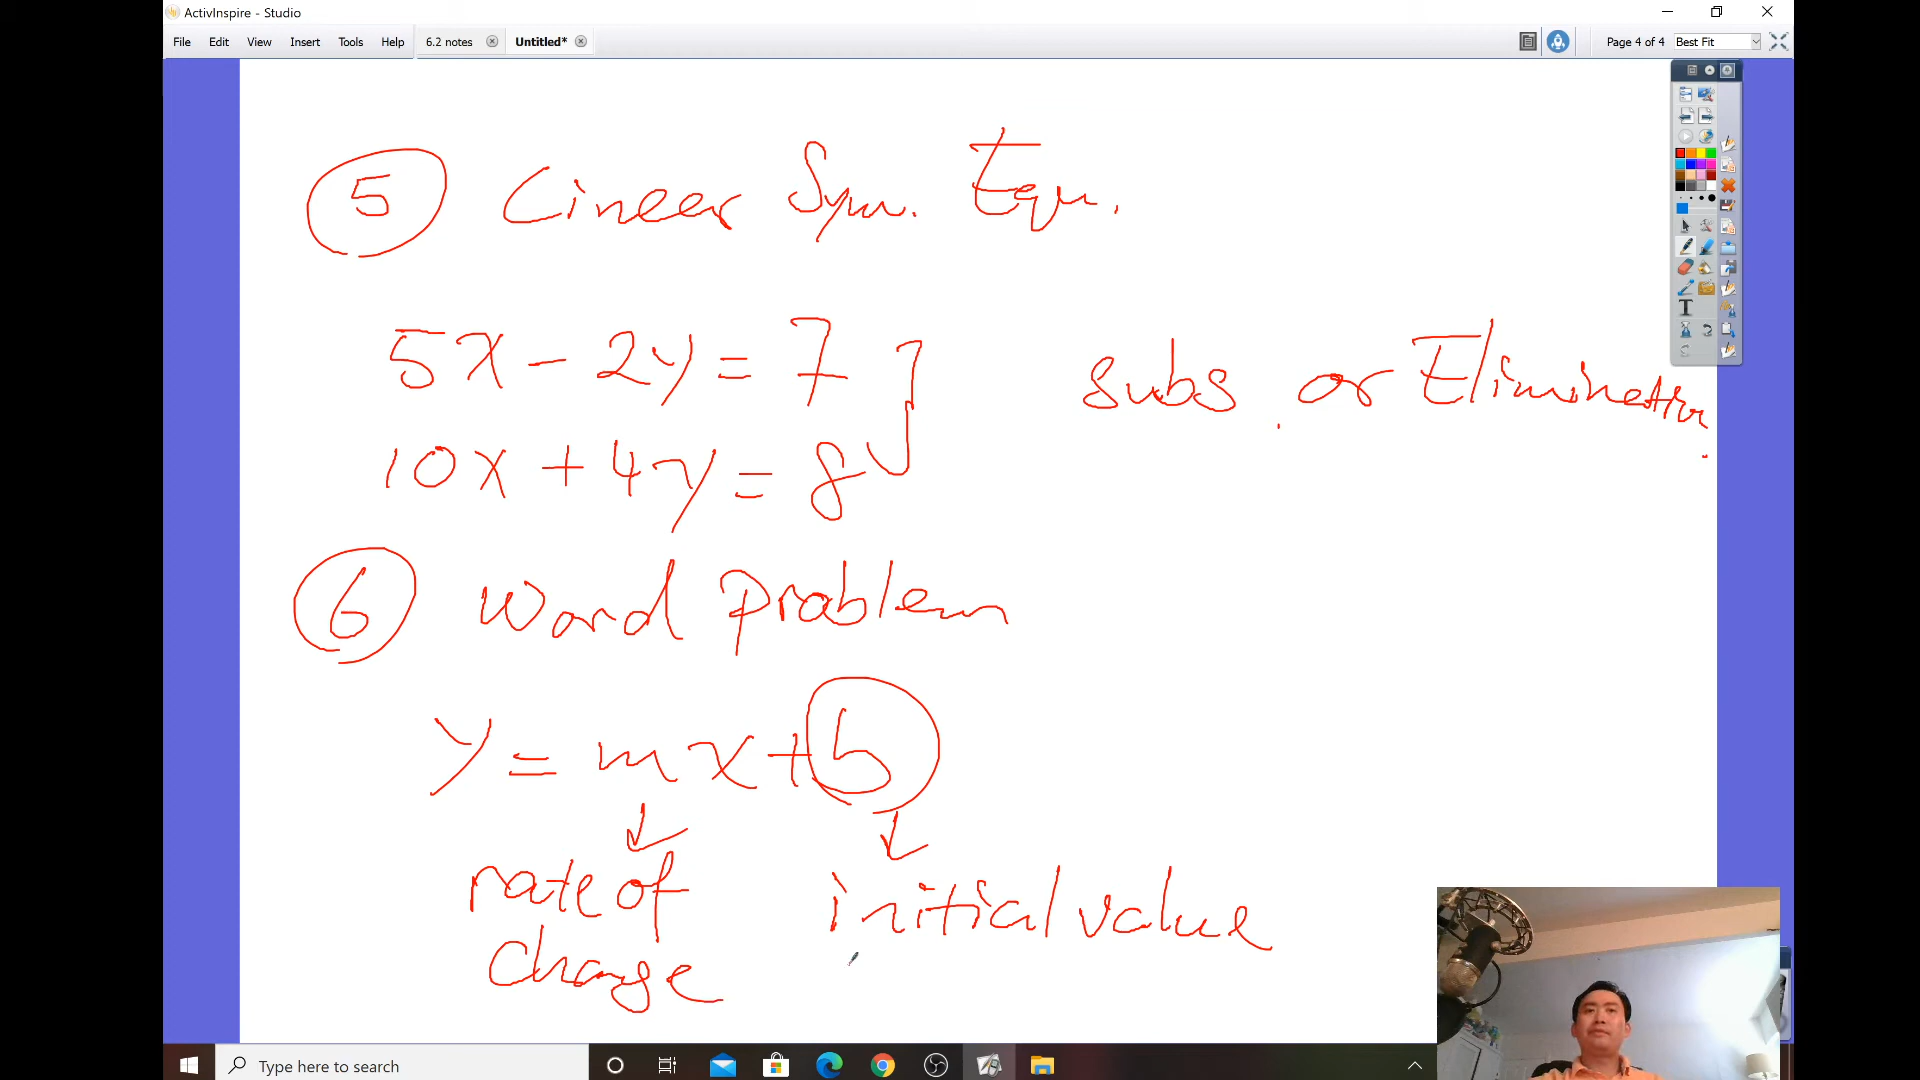 ActivInspire - Studio
File Edit View Insert Tools Help 6.2 notes Untitled* Page 4 of 4 Best Fit
5 Linear Sym. Equ.
5x - 2y = 7
subs. or Elimination.
10x + 4y = 8
6 Word Problem
y = mx + b
rate of
change
initial value
T
Type here to search